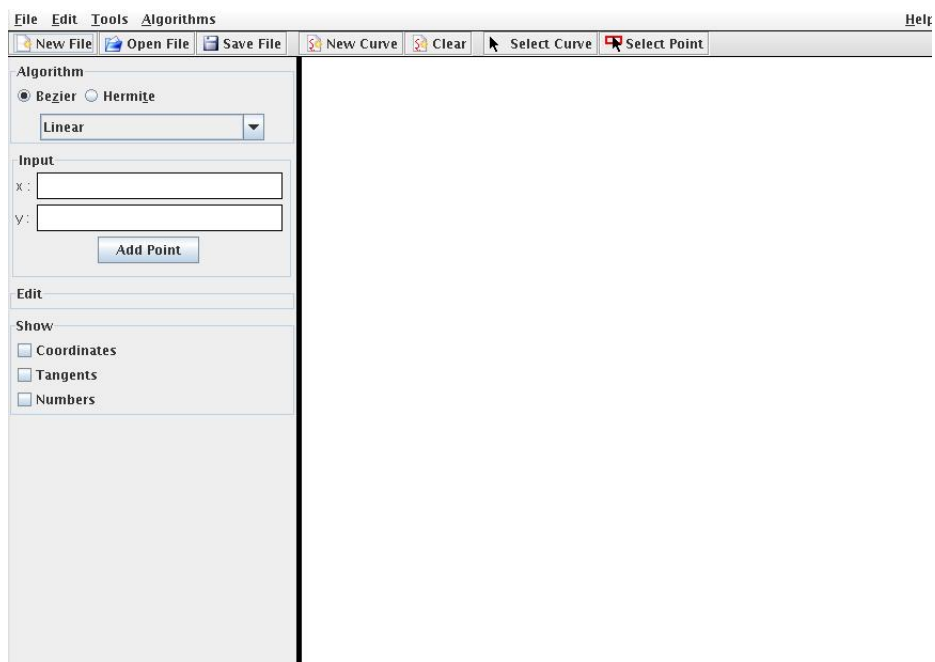 File Edit Tools Algorithms Help
New File Open File Save File New Curve Clear Select Curve Select Point
Algorithm
Bezier Hermite
Linear
Input
x :
y :
Add Point
Edit
Show
Coordinates
Tangents
Numbers